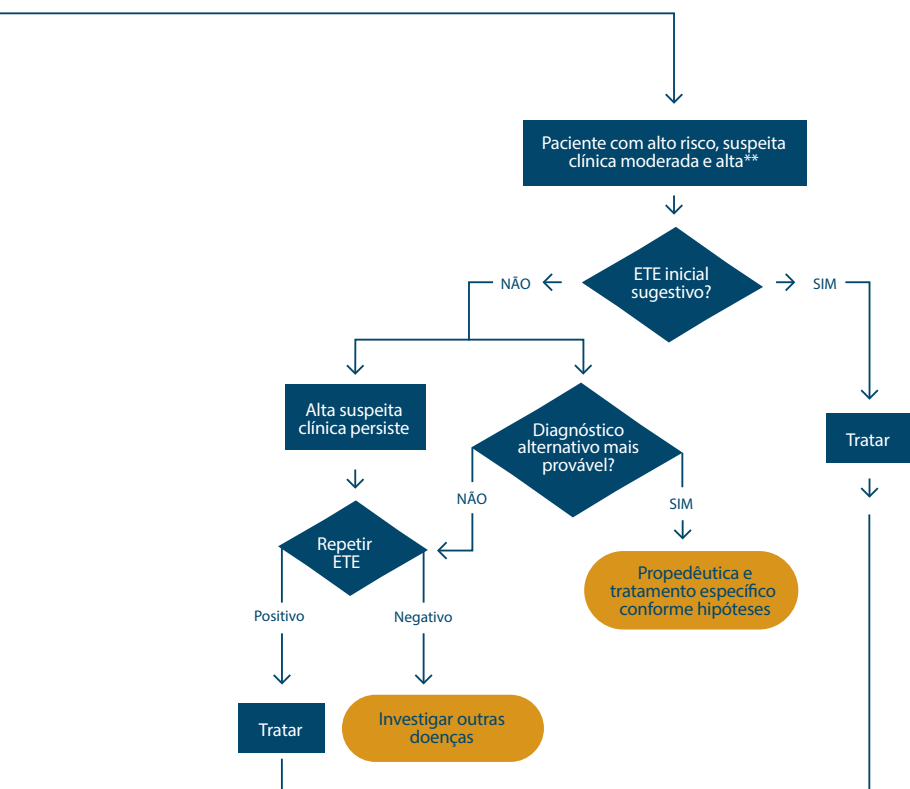 Paciente com alto risco, suspeita
clínica moderada e alta**
ETE inicial
sugestivo?
NÃO
SIM
Alta suspeita
clínica persiste
Diagnóstico
alternativo mais
provável?
Tratar
NÃO
SIM
Repetir
ETE
Propedêutica e
tratamento específico
conforme hipóteses
Positivo
Negativo
Tratar
Investigar outras
doenças